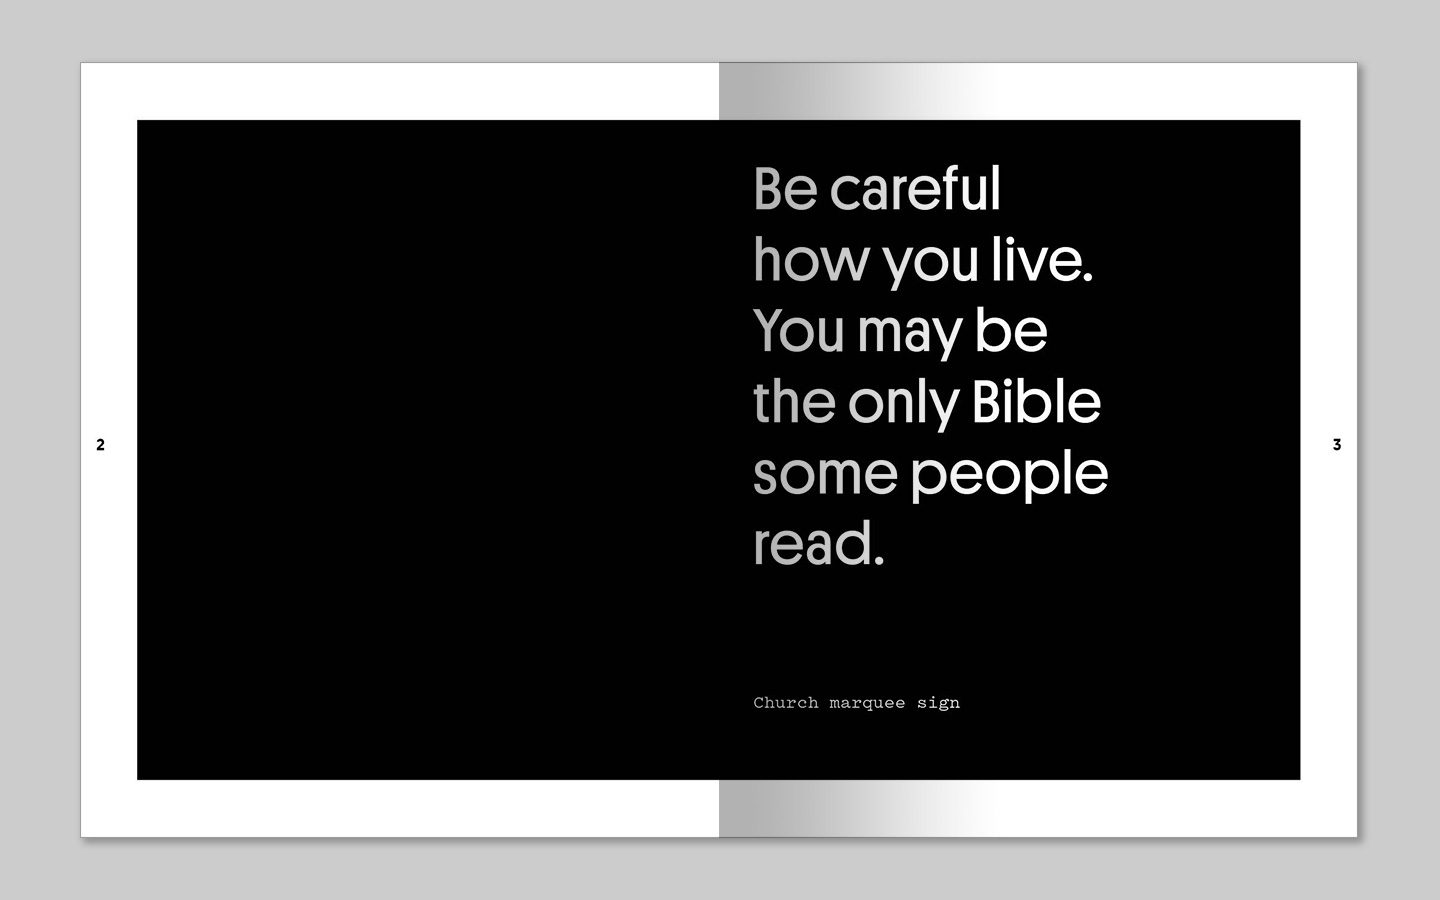 2
Be careful
how you live.
You may be
the only Bible
some people
read.
Church marquee sign
3